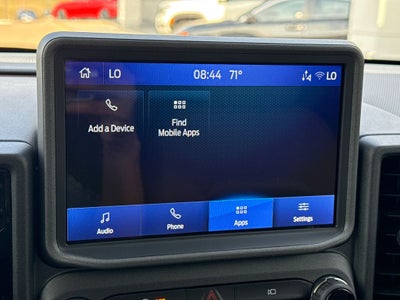 LO 08:44 71° LO
Add a Device
Find
Mobile Apps
Audio
Phone
Apps
Settings